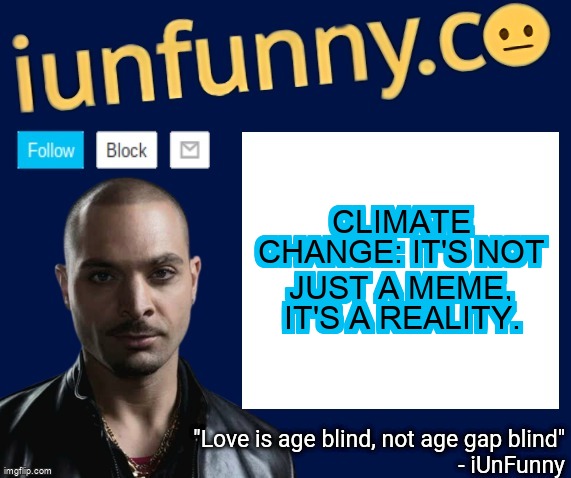 iunfunny.c😐
Follow Block
CLIMATE
CHANGE: IT'S NOT
JUST A MEME,
IT'S A REALITY.
"Love is age blind, not age gap blind"
- iUnFunny
imgflip.com